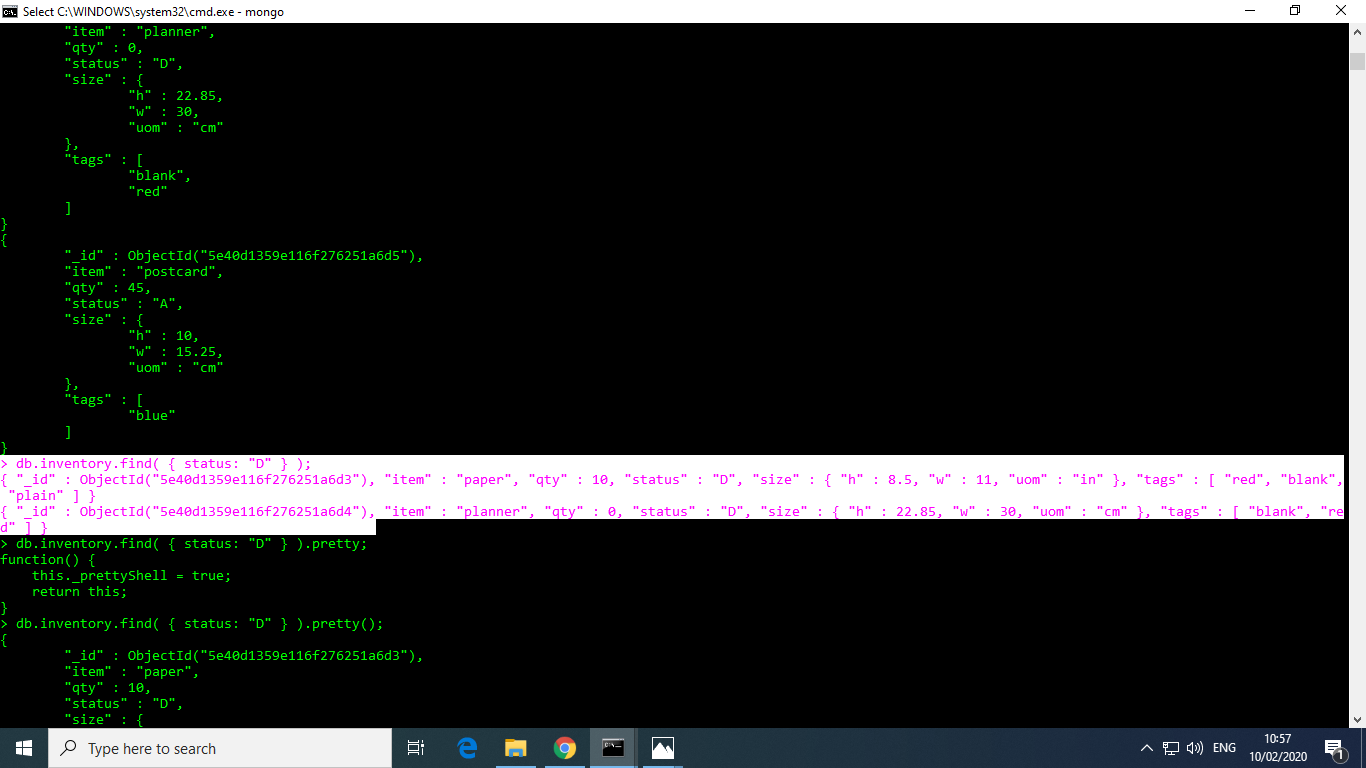 Select C:\WINDOWS\system32\cmd.exe - mongo
"item" : "planner",
"qty" : 0,
"status" : "D",
"size" : {
"h" : 22.85,
"w" : 30,
"uom" : "cm"
},
"tags" : [
"blank",
"red"
]
}
{
"_id" : ObjectId("5e40d1359e116f276251a6d5"),
"item" : "postcard",
"qty" : 45,
"status" : "A",
"size" : {
"h" : 10,
"w" : 15.25,
"uom" : "cm"
},
"tags" : [
"blue"
]
}
> db.inventory.find( { status: "D" } );
{ "_id" : ObjectId("5e40d1359e116f276251a6d3"), "item" : "paper", "qty" : 10, "status" : "D", "size" : { "h" : 8.5, "w" : 11, "uom" : "in" }, "tags" : [ "red", "blank",
"plain" ] }
{ "_id" : ObjectId("5e40d1359e116f276251a6d4"), "item" : "planner", "qty" : 0, "status" : "D", "size" : { "h" : 22.85, "w" : 30, "uom" : "cm" }, "tags" : [ "blank", "re
d" ] }
> db.inventory.find( { status: "D" } ).pretty;
function() {
this._prettyShell = true;
return this;
}
> db.inventory.find( { status: "D" } ).pretty();
{
"_id" : ObjectId("5e40d1359e116f276251a6d3"),
"item" : "paper",
"qty" : 10,
"status" : "D",
"size" : {
Type here to search
ENG
10:57
10/02/2020
1